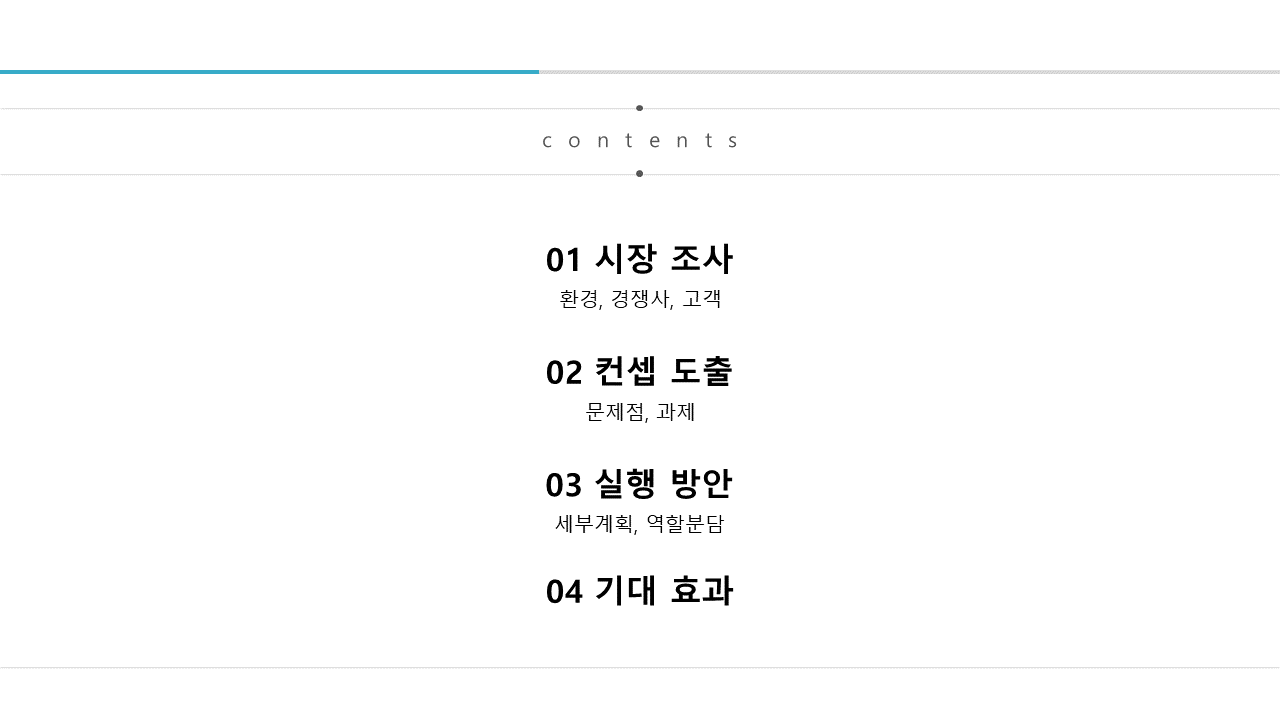 contents
01 시장 조사
환경, 경쟁사, 고객
02 컨셉 도출
문제점, 과제
03 실행 방안
세부계획, 역할분담
04 기대 효과